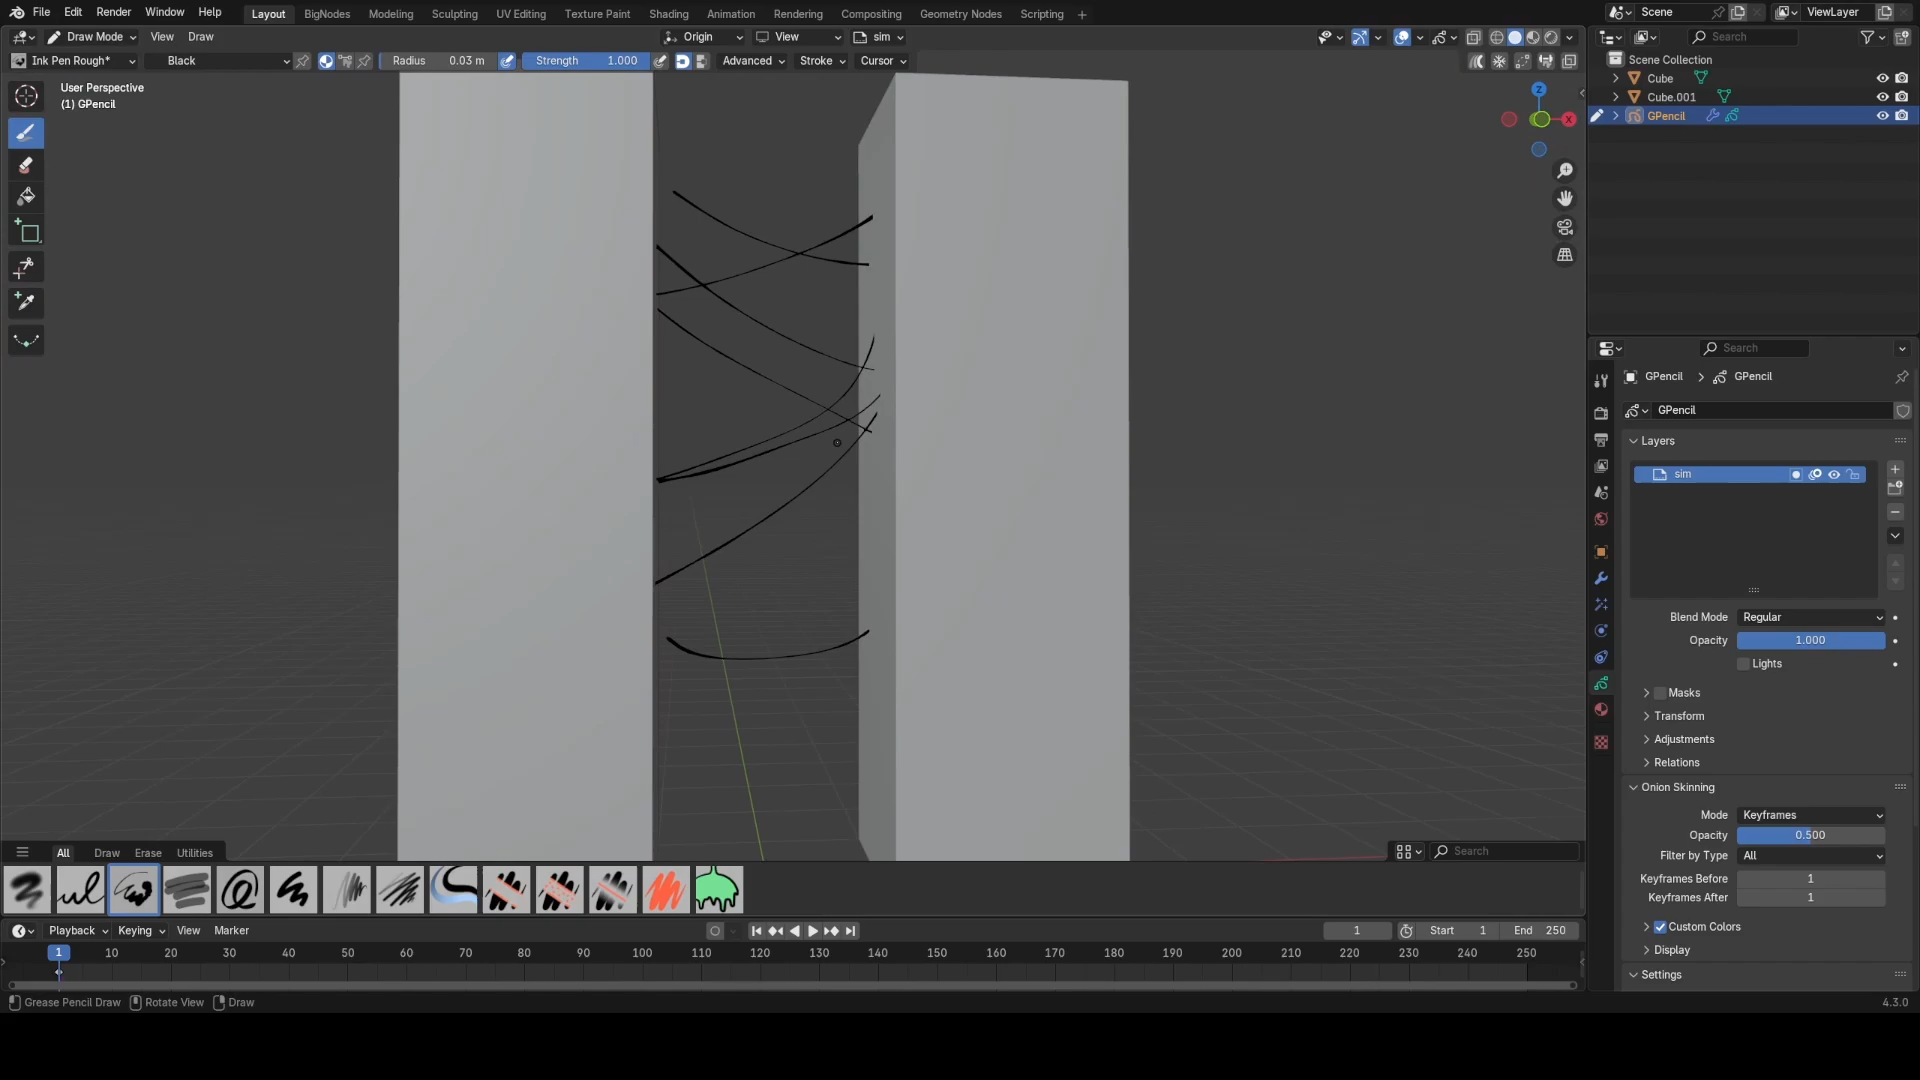 File Edit Render Window Help Layout BigNodes Modeling Sculpting UV Editing Texture Paint Shading Animation Rendering Compositing Geometry Nodes Scripting + Scene ViewLayer
Draw Mode View Draw Origin View sim Search
Ink Pen Rough* Black Radius 0.03 m Strength 1.000 Advanced Stroke Cursor
Scene Collection
Cube
Cube.001
GPencil
User Perspective
(1) GPencil
Z
X
Search
GPencil > GPencil
GPencil
Layers
sim
Blend Mode Regular
Opacity 1.000
Lights
Masks
Transform
Adjustments
Relations
Onion Skinning
Mode Keyframes
Opacity 0.500
Filter by Type All
Keyframes Before 1
Keyframes After 1
Custom Colors
Display
Settings
All Draw Erase Utilities Search
Playback Keying View Marker 1 Start 1 End 250
1 10 20 30 40 50 60 70 80 90 100 110 120 130 140 150 160 170 180 190 200 210 220 230 240 250
Grease Pencil Draw Rotate View Draw 4.3.0